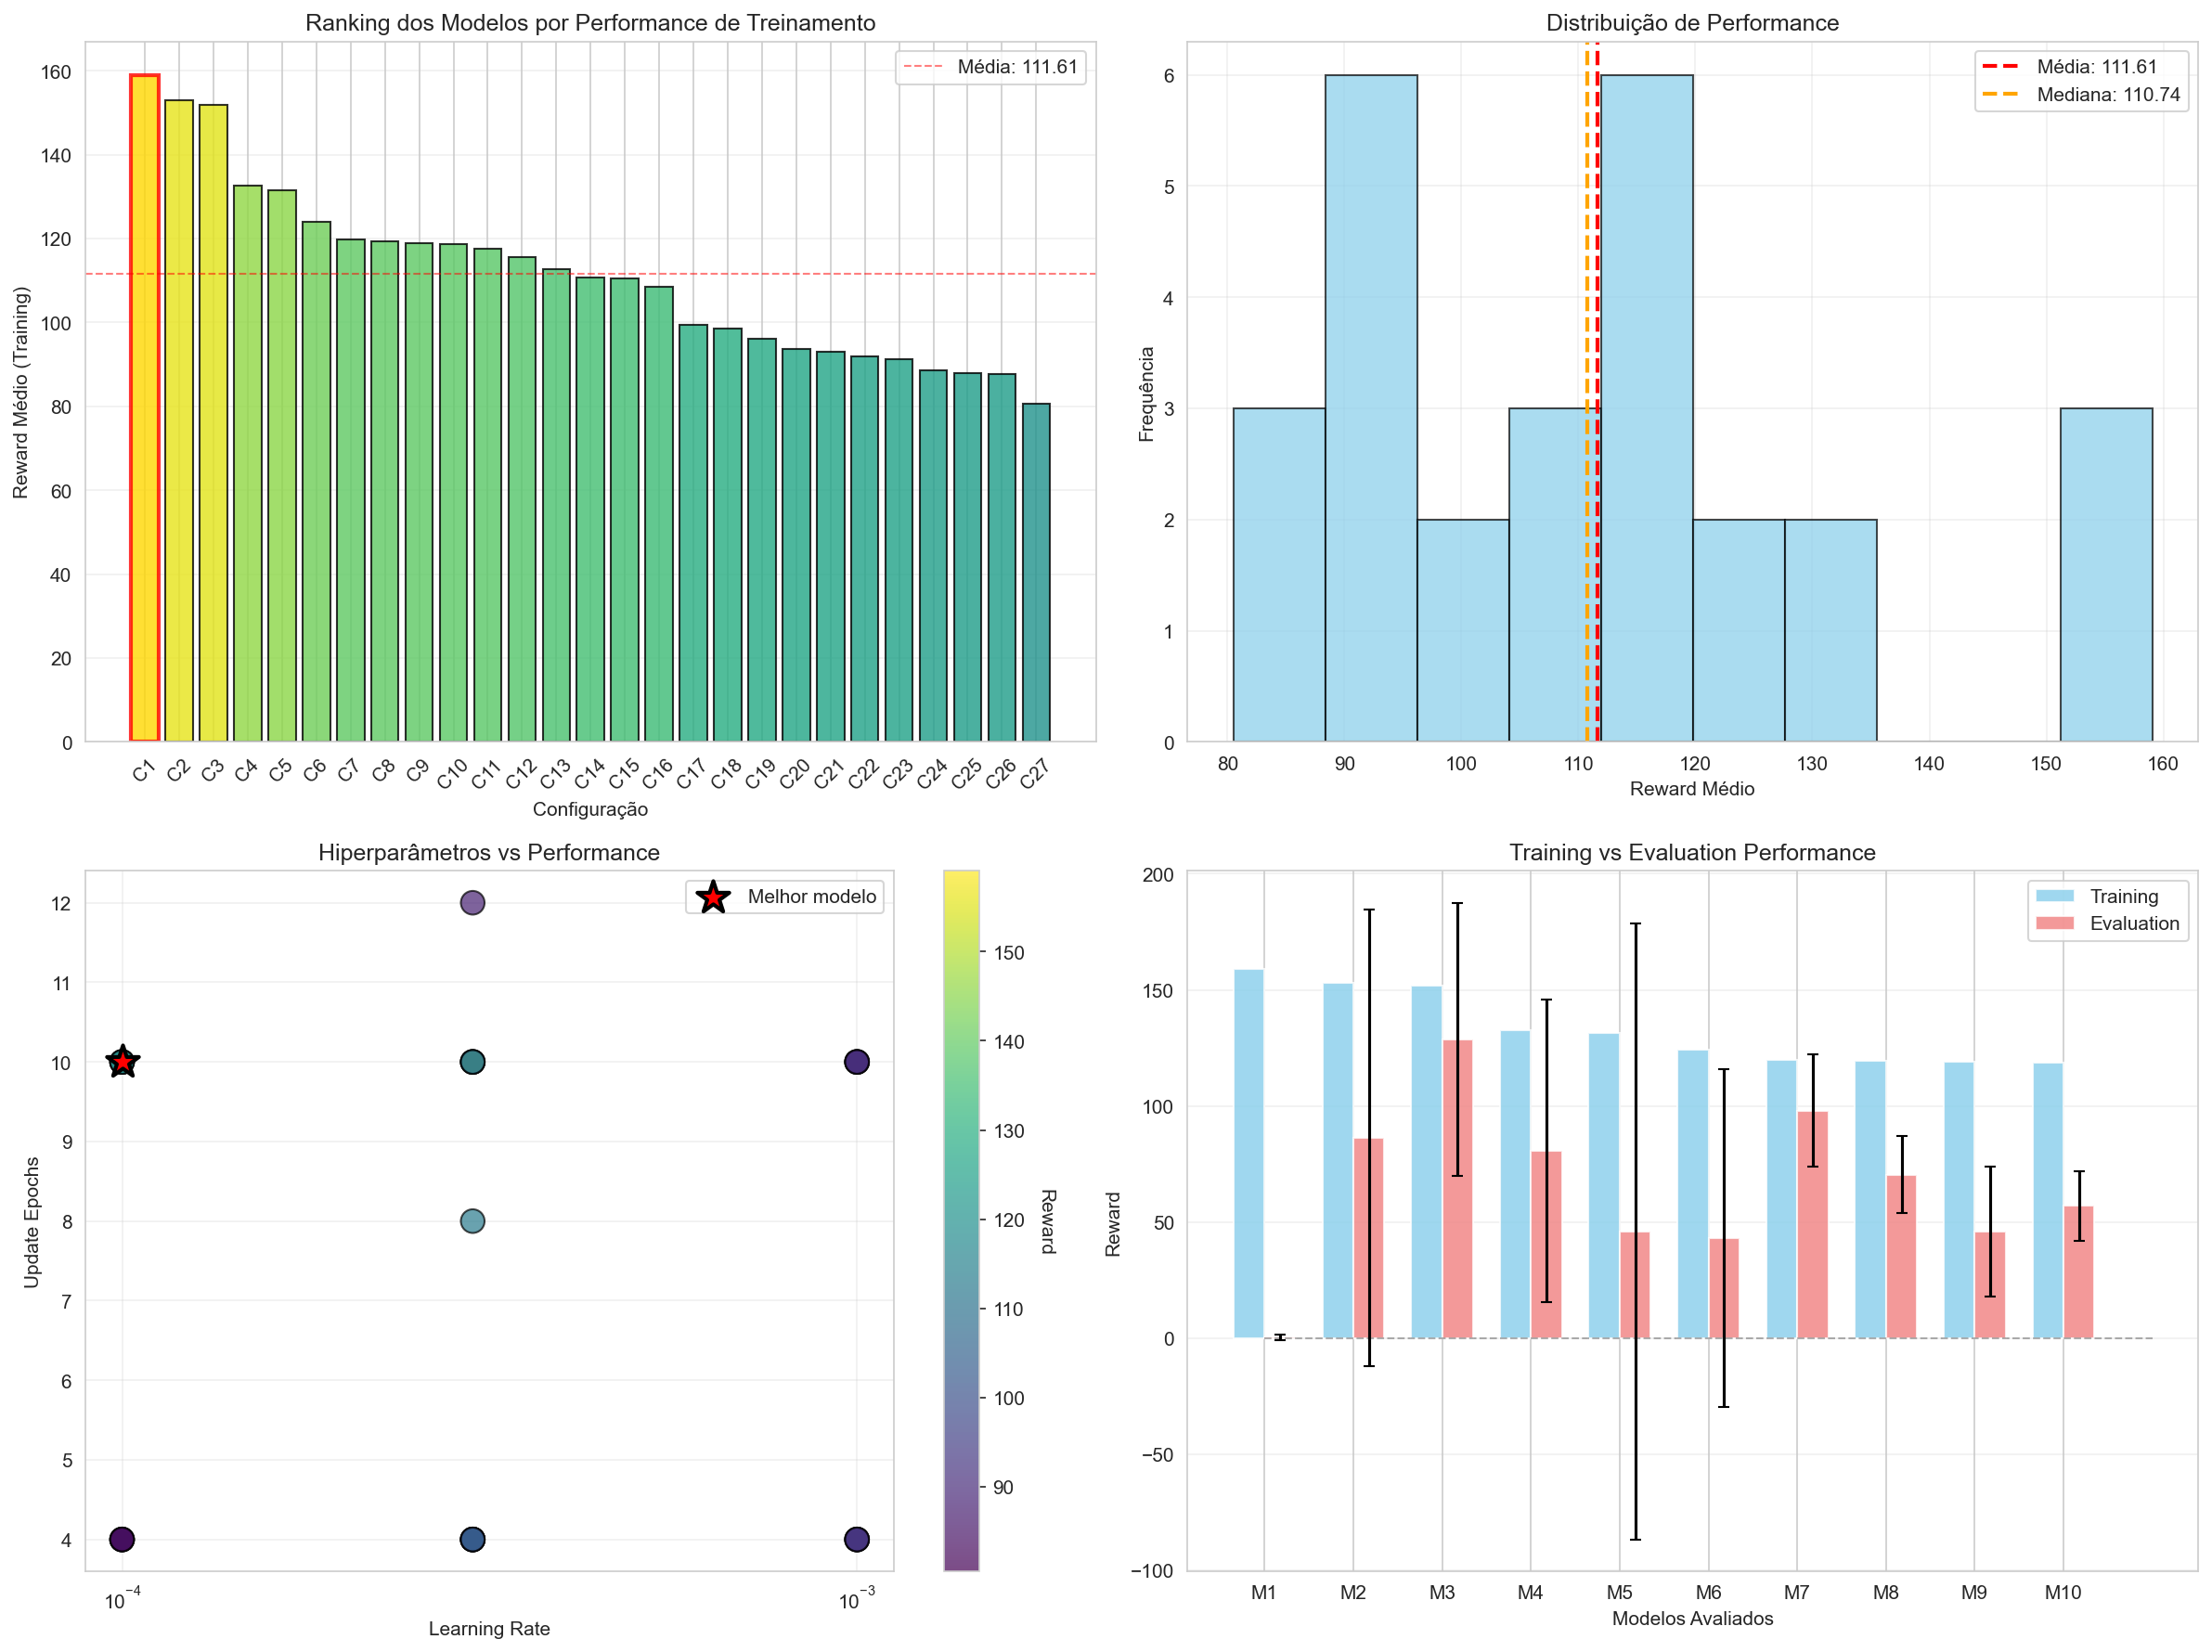 Ranking dos Modelos por Performance de Treinamento
Média: 111.61
160
140
120
100
80
60
40
20
0
Reward Médio (Training)
C1 C2 C3 C4 C5 C6 C7 C8 C9 C10 C11 C12 C13 C14 C15 C16 C17 C18 C19 C20 C21 C22 C23 C24 C25 C26 C27
Configuração
Distribuição de Performance
Média: 111.61
Mediana: 110.74
6
5
4
3
2
1
0
Frequência
80 90 100 110 120 130 140 150 160
Reward Médio
Hiperparâmetros vs Performance
Melhor modelo
12
11
10
9
8
7
6
5
4
Update Epochs
10⁻⁴ 10⁻³
Learning Rate
150
140
130
120
110
100
90
Reward
Training vs Evaluation Performance
Training
Evaluation
200
150
100
50
0
−50
−100
Reward
M1 M2 M3 M4 M5 M6 M7 M8 M9 M10
Modelos Avaliados